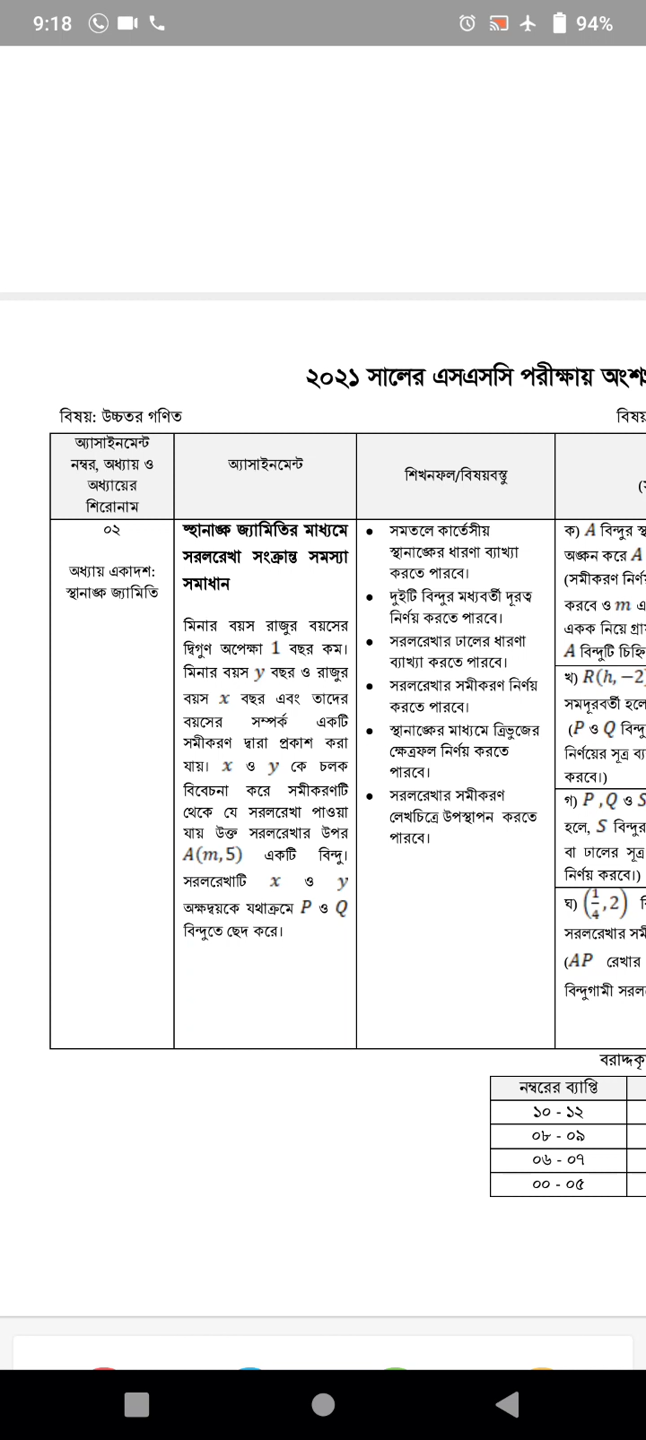 9:18
94%
২০২১ সালের এসএসসি পরীক্ষায়
বিষয়: উচ্চতর গণিত
অ্যাসাইনমেন্ট
নম্বর, অধ্যায় ও
অধ্যায়ের
শিরোনাম
অ্যাসাইনমেন্ট
শিখনফল/বিষয়বস্তু
০২
অধ্যায় একাদশ:
স্থানাঙ্ক জ্যামিতি
স্হানাঙ্ক জ্যামিতির মাধ্যমে
সরলরেখা সংক্রান্ত সমস্যা
সমাধান
মিনার বয়স রাজুর বয়সের
দ্বিগুণ অপেক্ষা 1 বছর কম।
মিনার বয়স y বছর ও রাজুর
বয়স x বছর এবং তাদের
বয়সের সম্পর্ক একটি
সমীকরণ দ্বারা প্রকাশ করা
যায়। x ও y কে চলক
বিবেচনা করে সমীকরণটি
থেকে যে সরলরেখা পাওয়া
যায় উক্ত সরলরেখার উপর
A(m,5) একটি বিন্দু।
সরলরেখাটি x ও y
অক্ষদ্বয়কে যথাক্রমে P ও Q
বিন্দুতে ছেদ করে।
• সমতলে কার্তেসীয়
স্থানাঙ্কের ধারণা ব্যাখ্যা
করতে পারবে।
• দুইটি বিন্দুর মধ্যবর্তী দূরত্ব
নির্ণয় করতে পারবে।
• সরলরেখার ঢালের ধারণা
ব্যাখ্যা করতে পারবে।
• সরলরেখার সমীকরণ নির্ণয়
করতে পারবে।
• স্থানাঙ্কের মাধ্যমে ত্রিভুজের
ক্ষেত্রফল নির্ণয় করতে
পারবে।
• সরলরেখার সমীকরণ
লেখচিত্রে উপস্থাপন করতে
পারবে।
ক) A বিন্দুর
অঙ্কন করে A
(সমীকরণ
করবে ও m
একক নিয়ে
A বিন্দুটি
খ) R(h, −2)
সমদূরবর্তী হলে
(P ও Q
নির্ণয়ের সূত্র
করবে।)
গ) P , Q ও S
হলে, S বিন্দুর
বা ঢালের সূত্র
নির্ণয় করবে।)
ঘ) (1/4, 2)
সরলরেখার
(AP রেখার
বিন্দুগামী
নম্বরের ব্যাপ্তি
১০ - ১২
০৮ - ০৯
০৬ - ০৭
০০ - ০৫